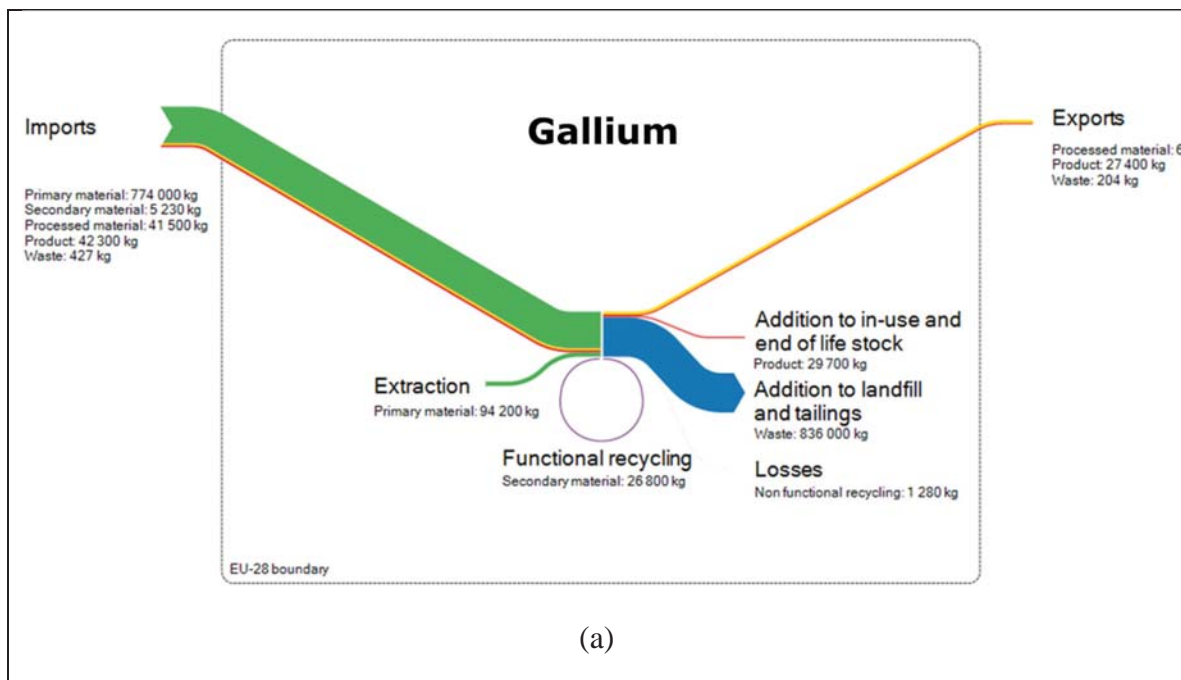 Gallium
Imports
Primary material: 774 000 kg
Secondary material: 5 230 kg
Processed material: 41 500 kg
Product: 42 300 kg
Waste: 427 kg
Exports
Processed material: 6
Product: 27 400 kg
Waste: 204 kg
Extraction
Primary material: 94 200 kg
Functional recycling
Secondary material: 26 800 kg
Addition to in-use and
end of life stock
Product: 29 700 kg
Addition to landfill
and tailings
Waste: 836 000 kg
Losses
Non functional recycling: 1 280 kg
EU-28 boundary
(a)